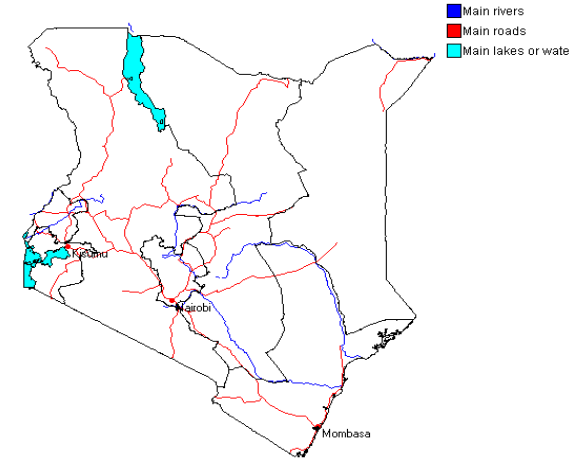 Main rivers
Main roads
Main lakes or wate
Kisumu
Nairobi
Mombasa